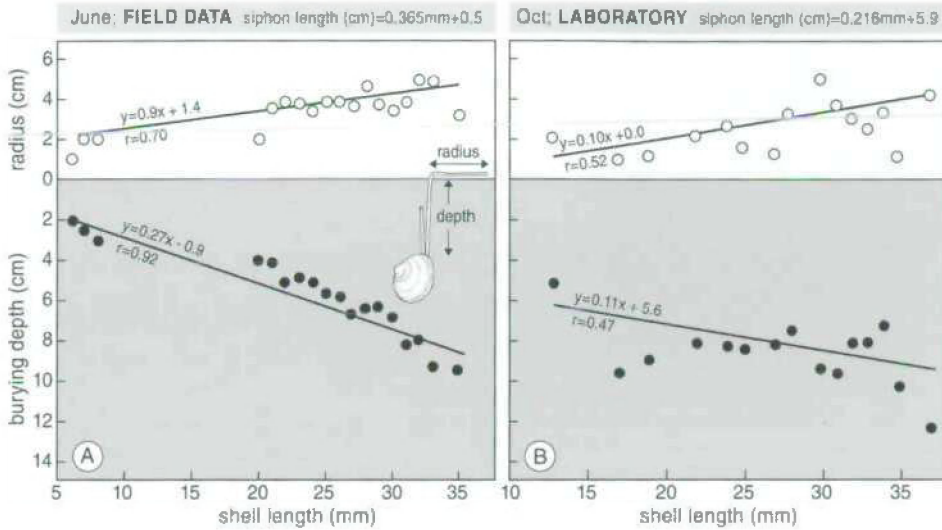 June; FIELD DATA siphon length (cm)=0.365mm+0.5
Oct; LABORATORY siphon length (cm)=0.216mm+5.9
radius (cm)
6
4
2
0
y=0.9x + 1.4
r=0.70
y=0.10x+0.0
r=0.52
radius
depth
burying depth (cm)
2
4
6
8
10
12
14
y=0.27x - 0.9
r=0.92
y=0.11x + 5.6
r=0.47
A
B
5 10 15 20 25 30 35
10 15 20 25 30 35
shell length (mm)
shell length (mm)